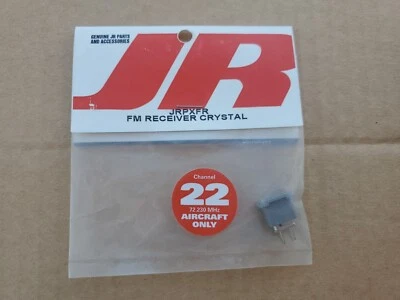 GENUINE JR PARTS
AND ACCESSORIES
JR
JRPXFR
FM RECEIVER CRYSTAL
Channel
22
72.230 MHz
AIRCRAFT
ONLY